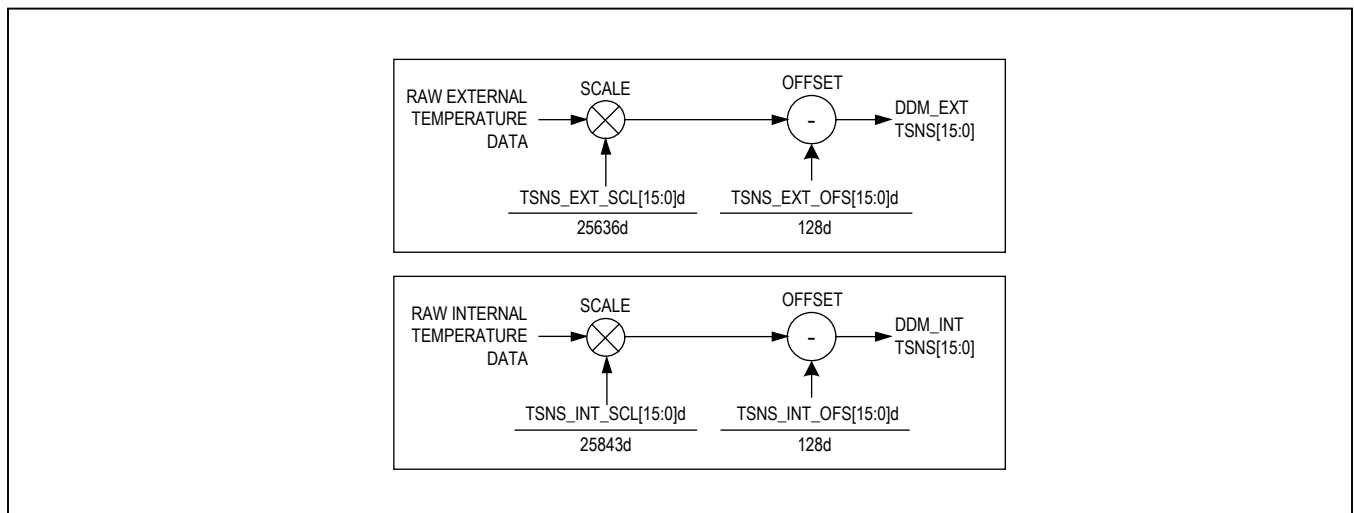 SCALE
OFFSET
RAW EXTERNAL
TEMPERATURE
DATA
-
DDM_EXT
TSNS[15:0]
TSNS_EXT_SCL[15:0]d
25636d
TSNS_EXT_OFS[15:0]d
128d
SCALE
OFFSET
RAW INTERNAL
TEMPERATURE
DATA
-
DDM_INT
TSNS[15:0]
TSNS_INT_SCL[15:0]d
25843d
TSNS_INT_OFS[15:0]d
128d